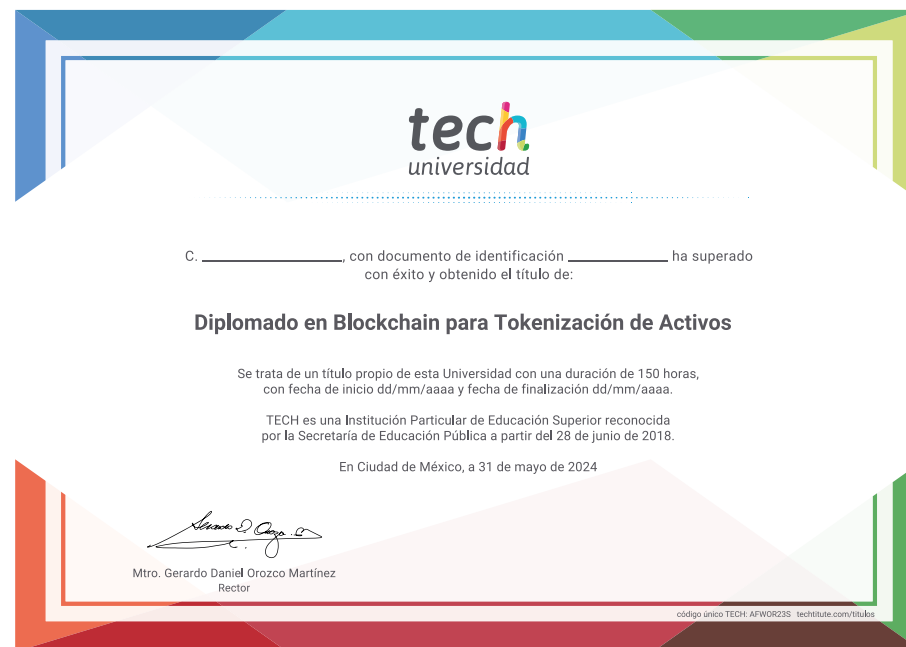 tech
universidad
C. ____________________, con documento de identificación ______________ ha superado
con éxito y obtenido el título de:
Diplomado en Blockchain para Tokenización de Activos
Se trata de un título propio de esta Universidad con una duración de 150 horas,
con fecha de inicio dd/mm/aaaa y fecha de finalización dd/mm/aaaa.
TECH es una Institución Particular de Educación Superior reconocida
por la Secretaría de Educación Pública a partir del 28 de junio de 2018.
En Ciudad de México, a 31 de mayo de 2024
Mtro. Gerardo Daniel Orozco Martínez
Rector
código único TECH: AFWOR23S techtitute.com/titulos